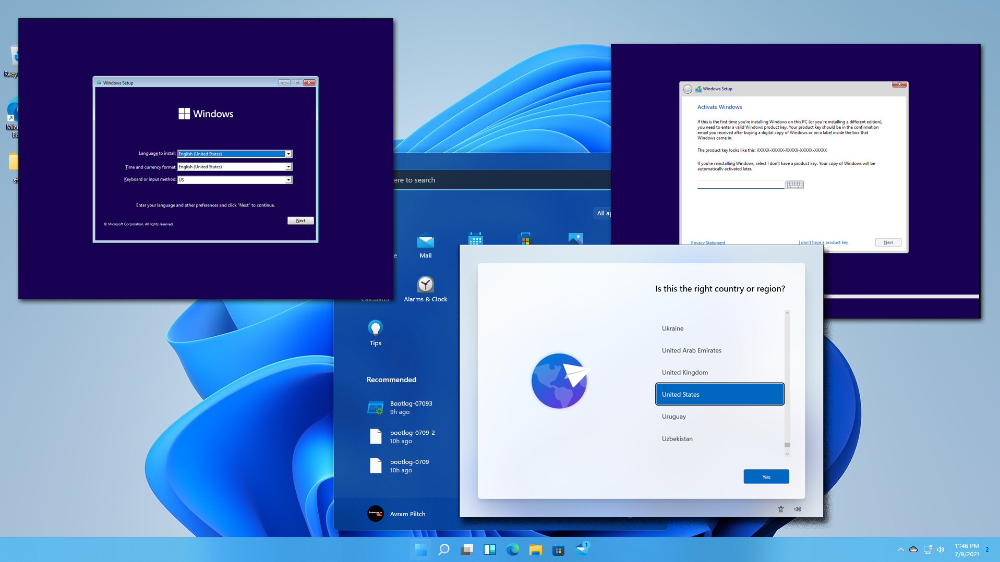 Windows Setup
Windows
Language to install: English (United States)
Time and currency format: English (United States)
Keyboard or input method: US
Enter your language and other preferences and click "Next" to continue.
© Microsoft Corporation. All rights reserved.
Next
Windows Setup
Activate Windows
If this is the first time you're installing Windows on this PC (or you're installing a different edition),
you need to enter a valid Windows product key. Your product key should be in the confirmation
email you received after buying a digital copy of Windows or on a label inside the box that
Windows came in.
The product key looks like this: XXXXX-XXXXX-XXXXX-XXXXX-XXXXX
If you're reinstalling Windows, select I don't have a product key. Your copy of Windows will be
automatically activated later.
Privacy Statement
I don't have a product key
Next
Recyc
Micr
Ed
st
ere to search
All ap
e
Mail
Calculator
Alarms & Clock
Tips
Recommended
Bootlog-07093
9h ago
bootlog-0709-2
10h ago
bootlog-0709
10h ago
Avram Piltch
Is this the right country or region?
Ukraine
United Arab Emirates
United Kingdom
United States
Uruguay
Uzbekistan
Yes
1
11:46 PM
7/9/2021
2